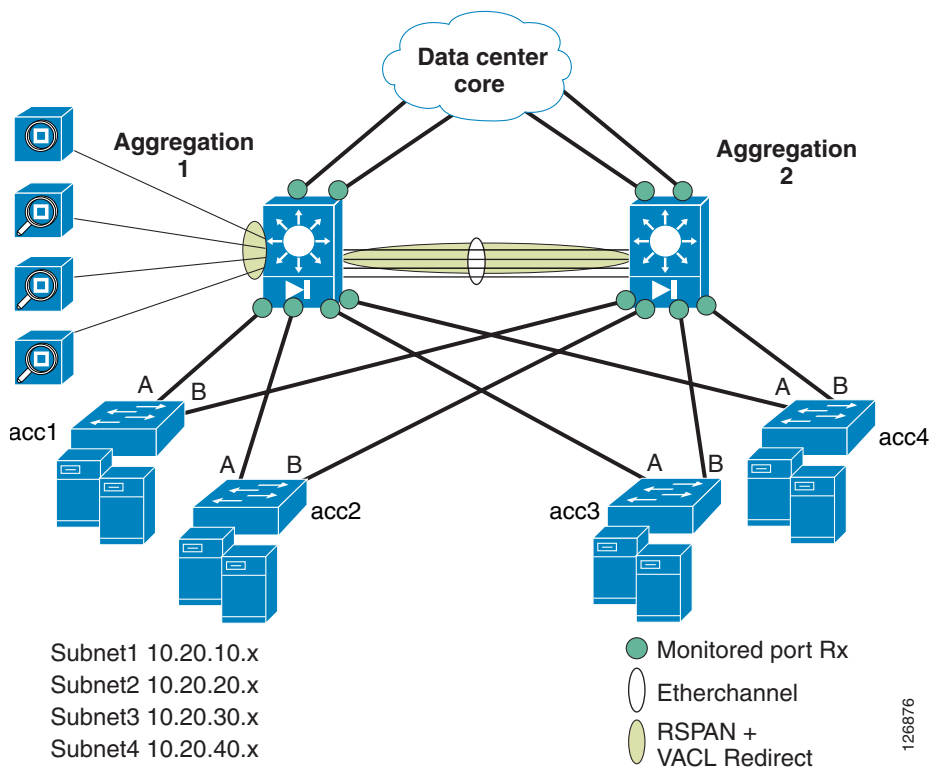 Data center
core
Aggregation
1
Aggregation
2
A
B
acc1
A
B
acc2
A
B
acc3
A
B
acc4
Subnet1 10.20.10.x
Subnet2 10.20.20.x
Subnet3 10.20.30.x
Subnet4 10.20.40.x
Monitored port Rx
Etherchannel
RSPAN +
VACL Redirect
126876